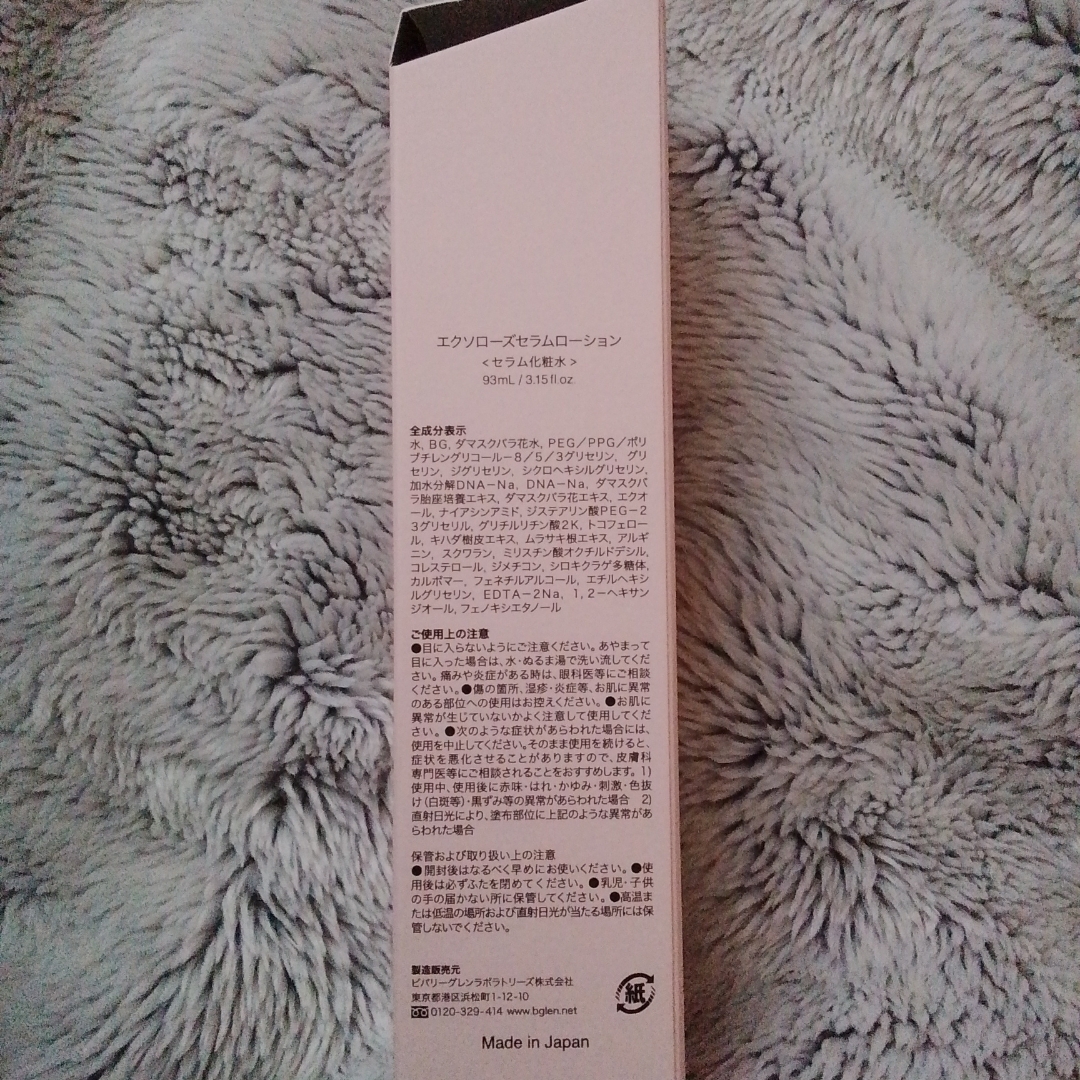 エクソローズセラムローション
<セラム化粧水>
93mL / 3.15fl.oz.
全成分表示
水, BG, ダマスクバラ花水, PEG／PPG／ポリ
ブチレングリコール－8／5／3グリセリン, グリ
セリン, ジグリセリン, シクロヘキシルグリセリン,
加水分解DNA－Na, DNA－Na, ダマスクバ
ラ胎座培養エキス, ダマスクバラ花エキス, エクオ
ール, ナイアシンアミド, ジステアリン酸PEG－2
3グリセリル, グリチルリチン酸2K, トコフェロー
ル, キハダ樹皮エキス, ムラサキ根エキス, アルギ
ニン, スクワラン, ミリスチン酸オクチルドデシル,
コレステロール, ジメチコン, シロキクラゲ多糖体,
カルボマー, フェネチルアルコール, エチルヘキシ
ルグリセリン, EDTA－2Na, 1, 2－ヘキサン
ジオール, フェノキシエタノール
ご使用上の注意
●目に入らないようにご注意ください。あやまって
目に入った場合は、水・ぬるま湯で洗い流してくだ
さい。痛みや炎症がある時は、眼科医等にご相談
ください。●傷の箇所、湿疹・炎症等、お肌に異常
のある部位への使用はお控えください。●お肌に
異常が生じていないかよく注意して使用してくだ
さい。●次のような症状があらわれた場合には、
使用を中止してください。そのまま使用を続けると、
症状を悪化させることがありますので、皮膚科
専門医等にご相談されることをおすすめします。1)
使用中、使用後に赤味・はれ・かゆみ・刺激・色抜
け(白斑等)・黒ずみ等の異常があらわれた場合 2)
直射日光により、塗布部位に上記のような異常があ
らわれた場合
保管および取り扱い上の注意
●開封後はなるべく早めにお使いください。●使
用後は必ずふたを閉めてください。●乳児・子供
の手の届かない所に保管してください。●高温ま
たは低温の場所および直射日光が当たる場所には保
管しないでください。
製造販売元
ビバリーグレンラボラトリーズ株式会社
東京都港区浜松町1-12-10
0120-329-414 www.bglen.net
紙
Made in Japan